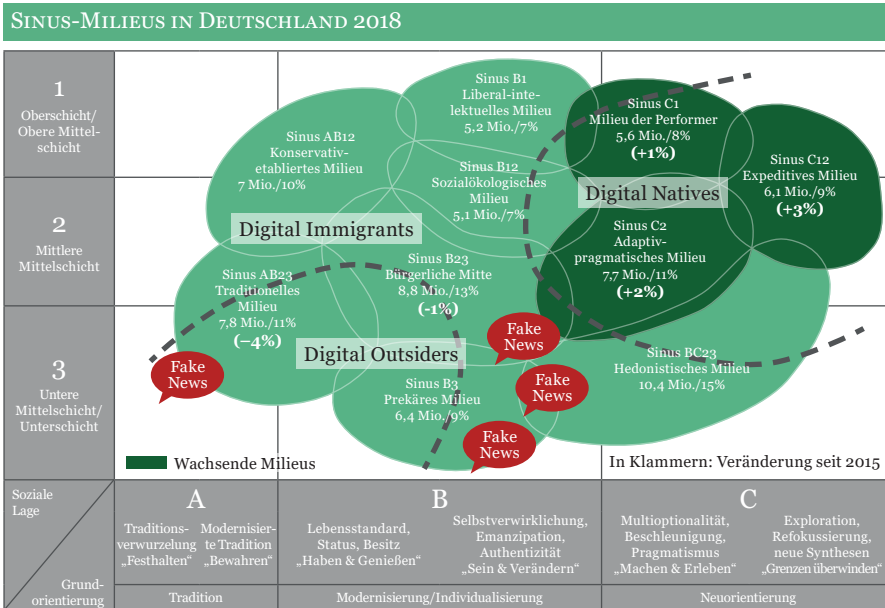 Sinus-Milieus in Deutschland 2018
1
Oberschicht/
Obere Mittel-
schicht
2
Mittlere
Mittelschicht
3
Untere
Mittelschicht/
Unterschicht
Sinus B1
Liberal-inte-
lektuelles Milieu
5,2 Mio./7%
Sinus C1
Milieu der Performer
5,6 Mio./8%
(+1%)
Sinus AB12
Konservativ-
etabliertes Milieu
7 Mio./10%
Sinus B12
Sozialökologisches
Milieu
5,1 Mio./7%
Sinus C12
Expeditives Milieu
6,1 Mio./9%
(+3%)
Digital Natives
Digital Immigrants
Sinus C2
Adaptiv-
pragmatisches Milieu
7,7 Mio./11%
(+2%)
Sinus AB23
Traditionelles
Milieu
7,8 Mio./11%
(−4%)
Sinus B23
Bürgerliche Mitte
8,8 Mio./13%
(-1%)
Fake
News
Digital Outsiders
Fake
News
Sinus BC23
Hedonistisches Milieu
10,4 Mio./15%
Sinus B3
Prekäres Milieu
6,4 Mio./9%
Fake
News
Fake
News
Wachsende Milieus
In Klammern: Veränderung seit 2015
Soziale
Lage
Grund-
orientierung
A
Traditions-
verwurzelung
„Festhalten“
Modernisier-
te Tradition
„Bewahren“
Tradition
B
Lebensstandard,
Status, Besitz
„Haben & Genießen“
Selbstverwirklichung,
Emanzipation,
Authentizität
„Sein & Verändern“
Modernisierung/Individualisierung
C
Multioptionalität,
Beschleunigung,
Pragmatismus
„Machen & Erleben“
Exploration,
Refokussierung,
neue Synthesen
„Grenzen überwinden“
Neuorientierung